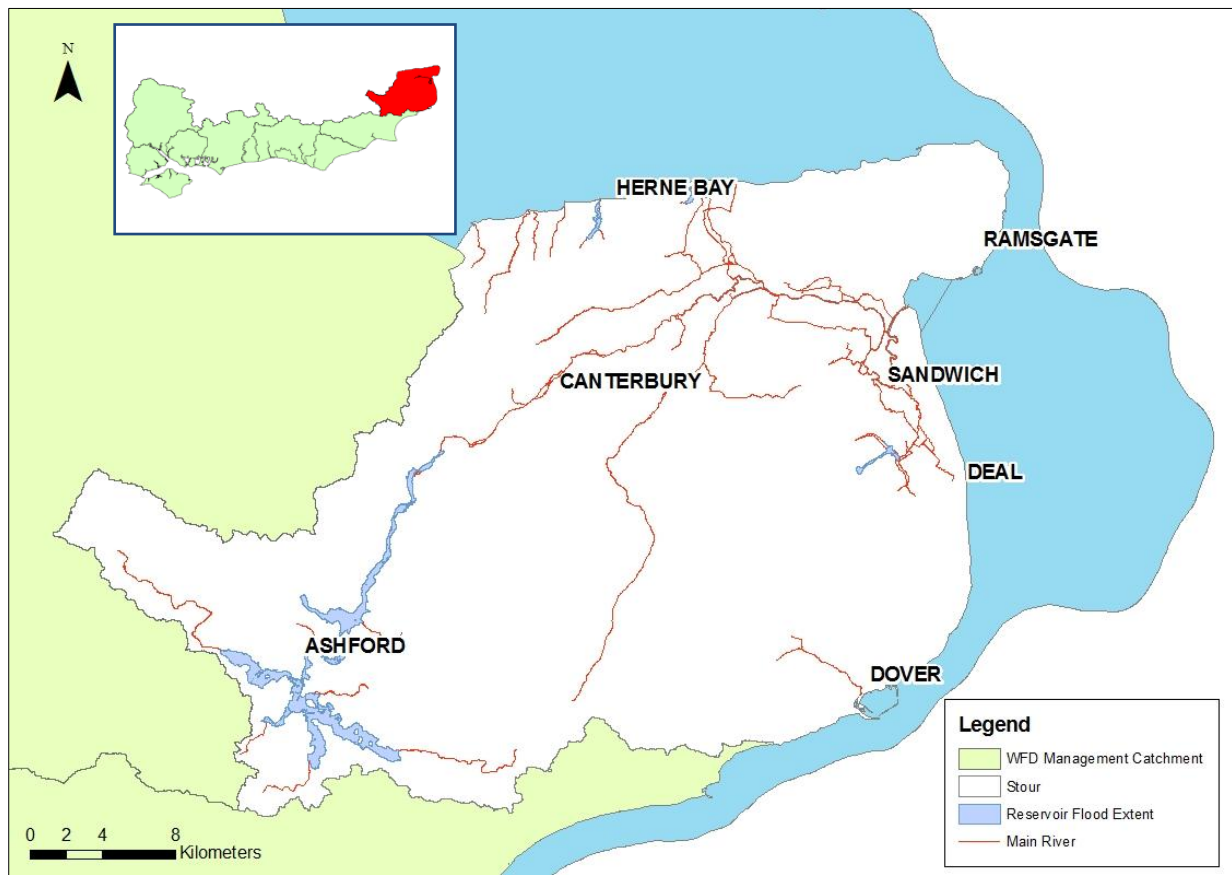 N
HERNE BAY
RAMSGATE
CANTERBURY
SANDWICH
DEAL
ASHFORD
DOVER
Legend
WFD Management Catchment
Stour
Reservoir Flood Extent
Main River
0 2 4 8
Kilometers